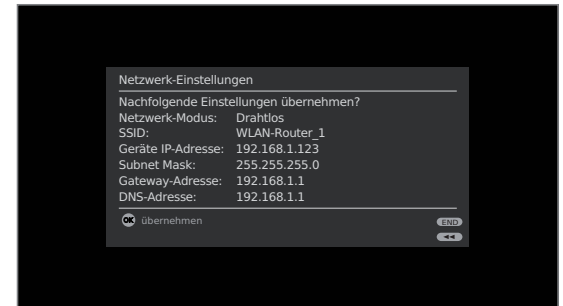 Netzwerk-Einstellungen
Nachfolgende Einstellungen übernehmen?
Netzwerk-Modus: Drahtlos
SSID: WLAN-Router_1
Geräte IP-Adresse: 192.168.1.123
Subnet Mask: 255.255.255.0
Gateway-Adresse: 192.168.1.1
DNS-Adresse: 192.168.1.1
OK übernehmen
END